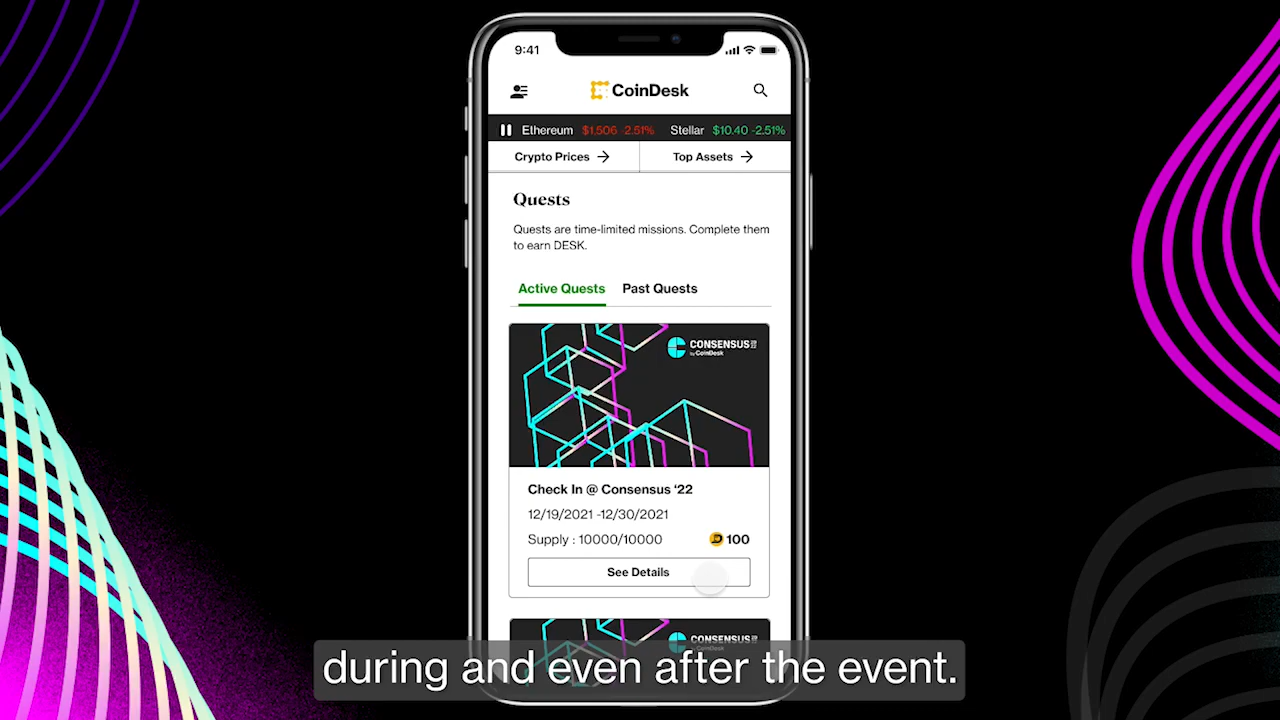 9:41
CoinDesk
Ethereum $1,506 -2.51% Stellar $10.40 -2.51%
Crypto Prices → Top Assets →
Quests
Quests are time-limited missions. Complete them
to earn DESK.
Active Quests Past Quests
CONSENSUS 22
by CoinDesk
Check In @ Consensus ‘22
12/19/2021 -12/30/2021
Supply : 10000/10000 100
See Details
CONSENSUS
by CoinDesk
during and even after the event.